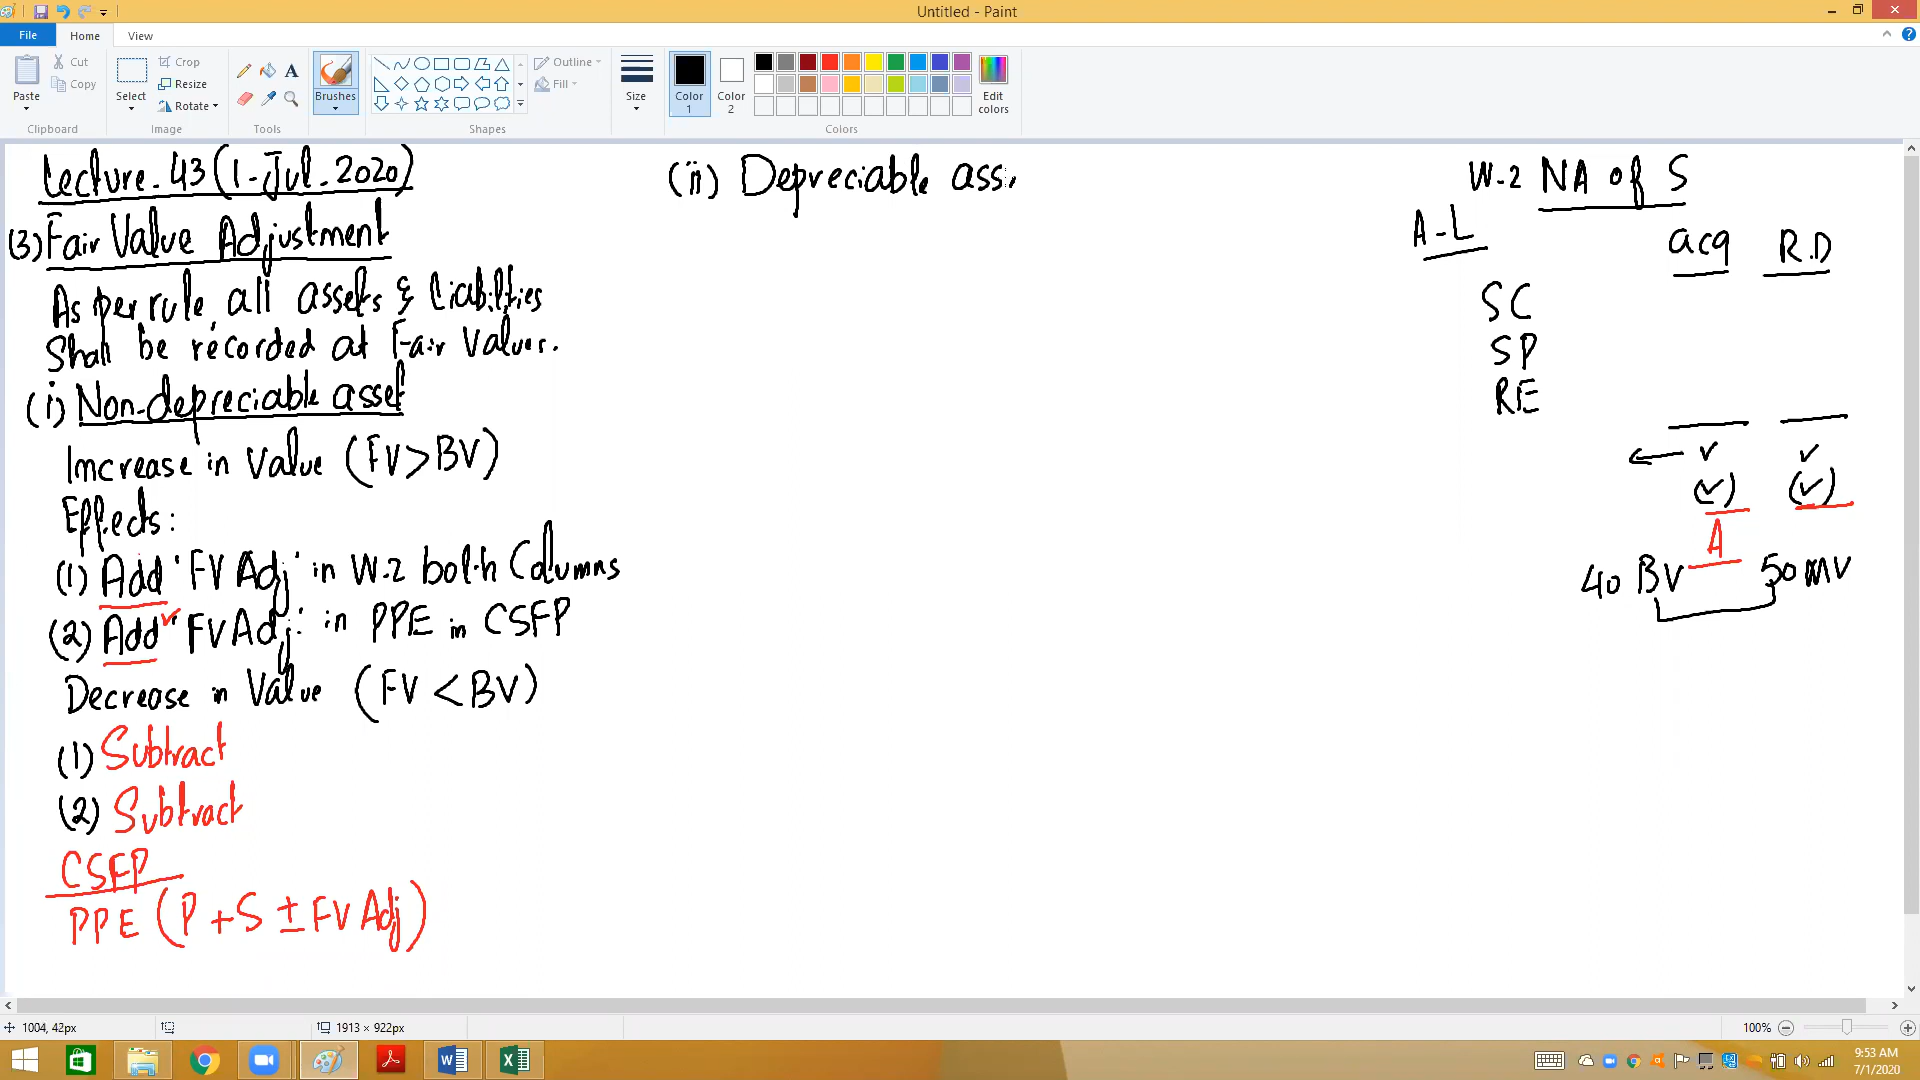 Untitled - Paint
File
Home
View
Paste
Cut
Copy
Clipboard
Select
Crop
Resize
Rotate
Image
Tools
Brushes
Shapes
Outline
Fill
Size
Color 1
Color 2
Edit colors
Colors
Lecture-43 (1-Jul-2020)
(3) Fair Value Adjustment
As per rule, all assets & Liabilities
Shall be recorded at Fair Values.
(i) Non-depreciable asset
Increase in Value (FV>BV)
Effects:
(1) Add 'FV Adj' in W.2 both Columns
(2) Add "FV Adj" in PPE in CSFP
Decrease in Value (FV < BV)
(1) Subtract
(2) Subtract
CSFP
PPE (P + S ± FV Adj)
(ii) Depreciable ass
W-2 NA of S
A-L
acq R.D
SC
SP
RE
A
40 BV 50 MV
1004, 42px
1913 × 922px
100%
9:53 AM
7/1/2020